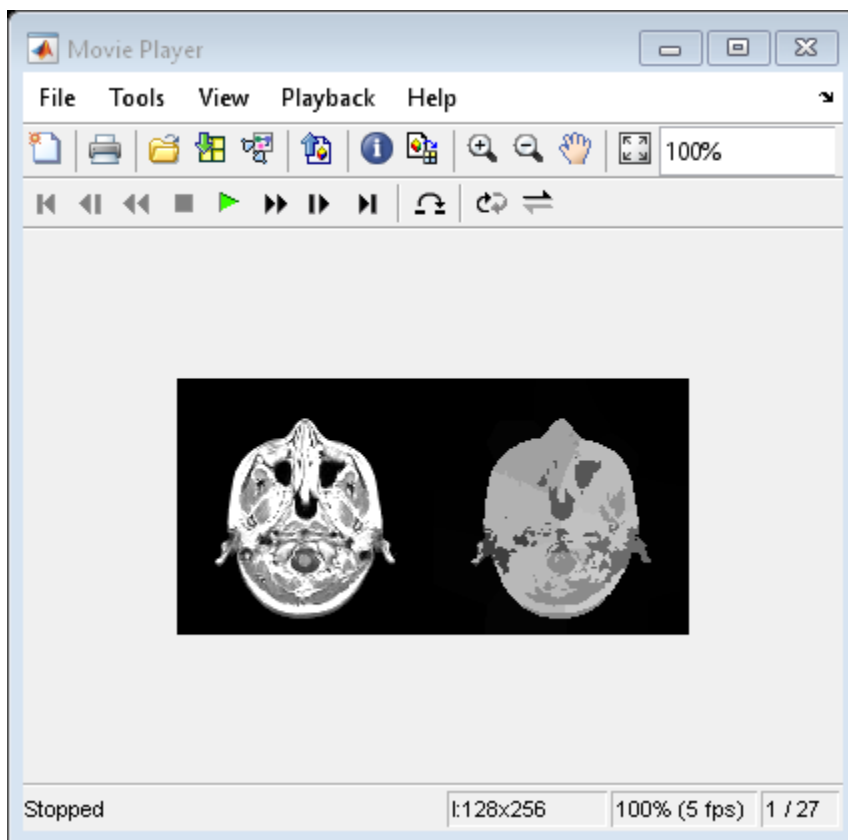 Movie Player
File Tools View Playback Help
100%
Stopped I:128x256 100% (5 fps) 1 / 27